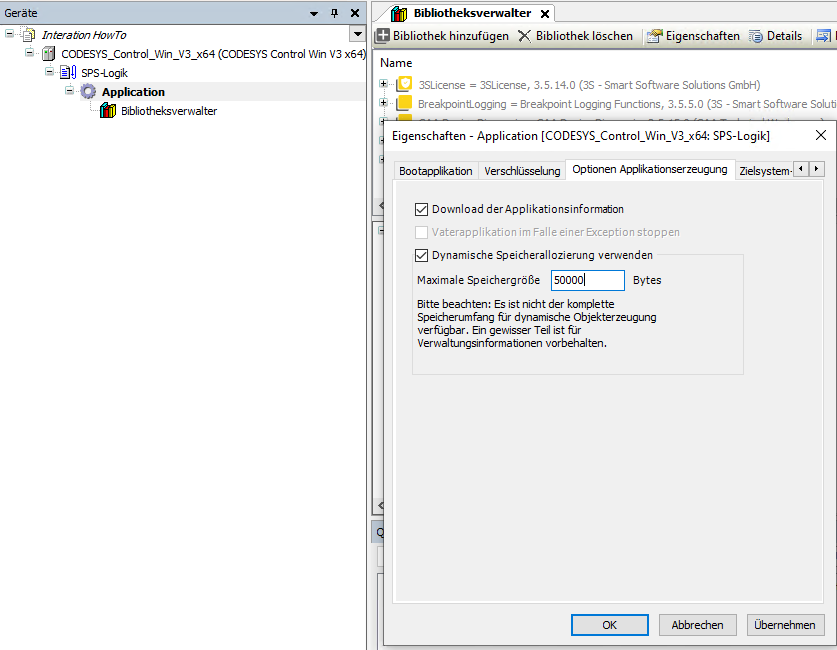 Geräte
Interation HowTo
CODESYS_Control_Win_V3_x64 (CODESYS Control Win V3 x64)
SPS-Logik
Application
Bibliotheksverwalter
Bibliotheksverwalter
Bibliothek hinzufügen Bibliothek löschen Eigenschaften Details
Name
3SLicense = 3SLicense, 3.5.14.0 (3S - Smart Software Solutions GmbH)
BreakpointLogging = Breakpoint Logging Functions, 3.5.5.0 (3S - Smart Software Soluti
Eigenschaften - Application [CODESYS_Control_Win_V3_x64: SPS-Logik]
Bootapplikation Verschlüsselung Optionen Applikationserzeugung Zielsystem-
Download der Applikationsinformation
Vaterapplikation im Falle einer Exception stoppen
Dynamische Speicherallozierung verwenden
Maximale Speichergröße 50000 Bytes
Bitte beachten: Es ist nicht der komplette
Speicherumfang für dynamische Objekterzeugung
verfügbar. Ein gewisser Teil ist für
Verwaltungsinformationen vorbehalten.
OK Abbrechen Übernehmen